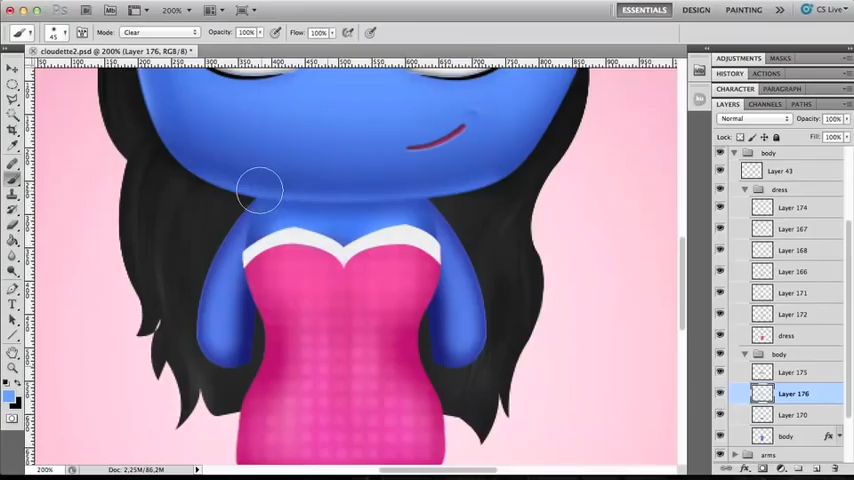 Ps
Br
Mb
200%
ESSENTIALS
DESIGN
PAINTING
CS Live
45
Mode: Clear
Opacity: 100%
Flow: 100%
cloudette2.psd @ 200% (Layer 176, RGB/8) *
ADJUSTMENTS
MASKS
HISTORY
ACTIONS
CHARACTER
PARAGRAPH
LAYERS
CHANNELS
PATHS
Normal
Opacity: 100%
Lock:
Fill: 100%
body
Layer 43
dress
Layer 174
Layer 167
Layer 168
Layer 166
Layer 171
Layer 172
dress
body
Layer 175
Layer 176
Layer 170
body
fx
arms
200%
Doc: 2,25M/86,2M